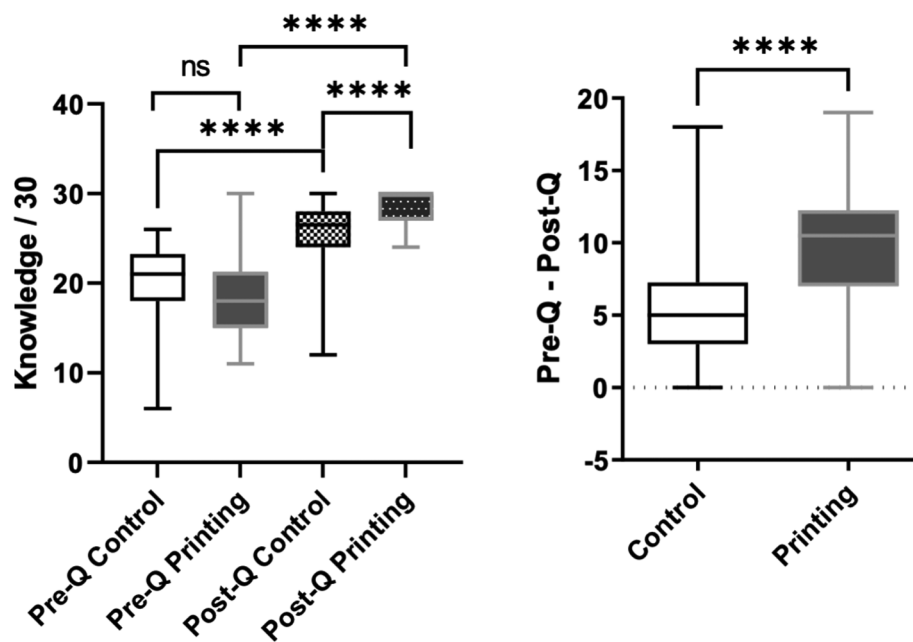 ****
ns
****
****
Knowledge / 30
40
30
20
10
0
Pre-Q Control
Pre-Q Printing
Post-Q Control
Post-Q Printing
****
Pre-Q - Post-Q
20
15
10
5
0
-5
Control
Printing